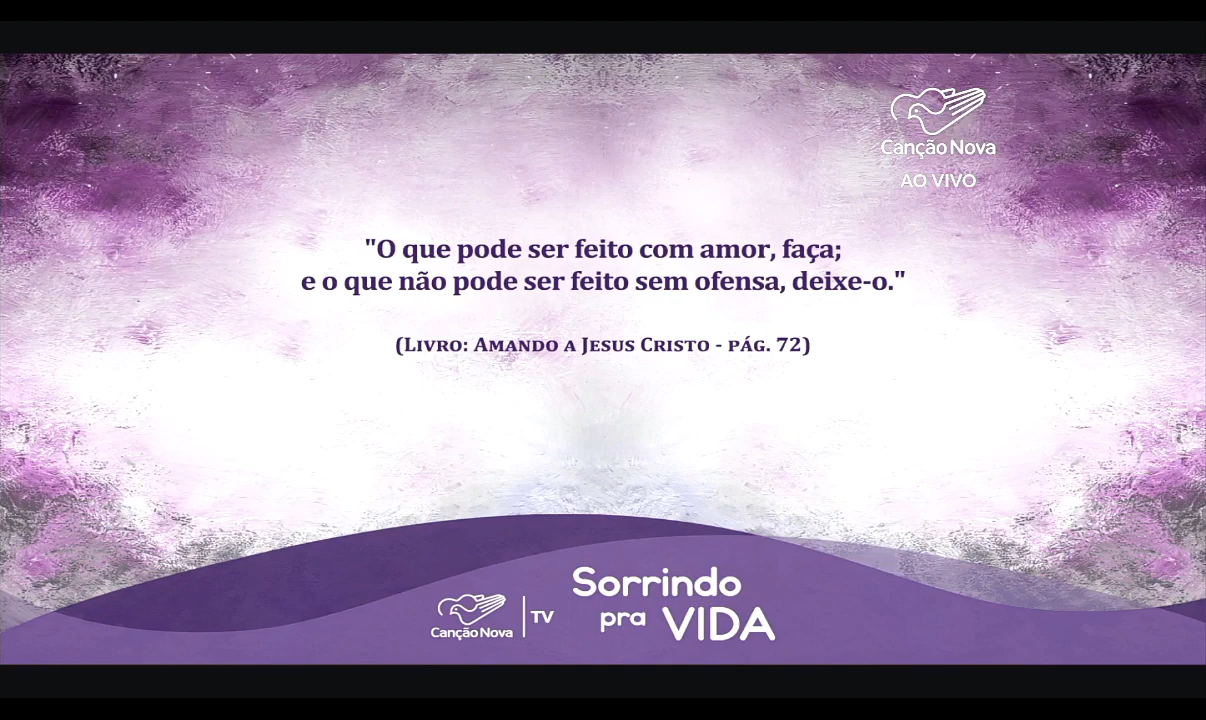 Canção Nova
AO VIVO
"O que pode ser feito com amor, faça;
e o que não pode ser feito sem ofensa, deixe-o."
(Livro: Amando a Jesus Cristo - pág. 72)
Canção Nova TV
Sorrindo
pra VIDA